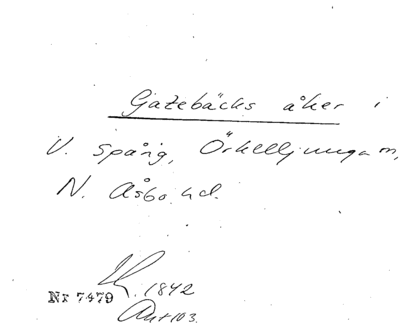 Gatebäcks åker i
V. Spång, Örkelljunga m,
N. Åsbo hd.
1842
Nr 7479